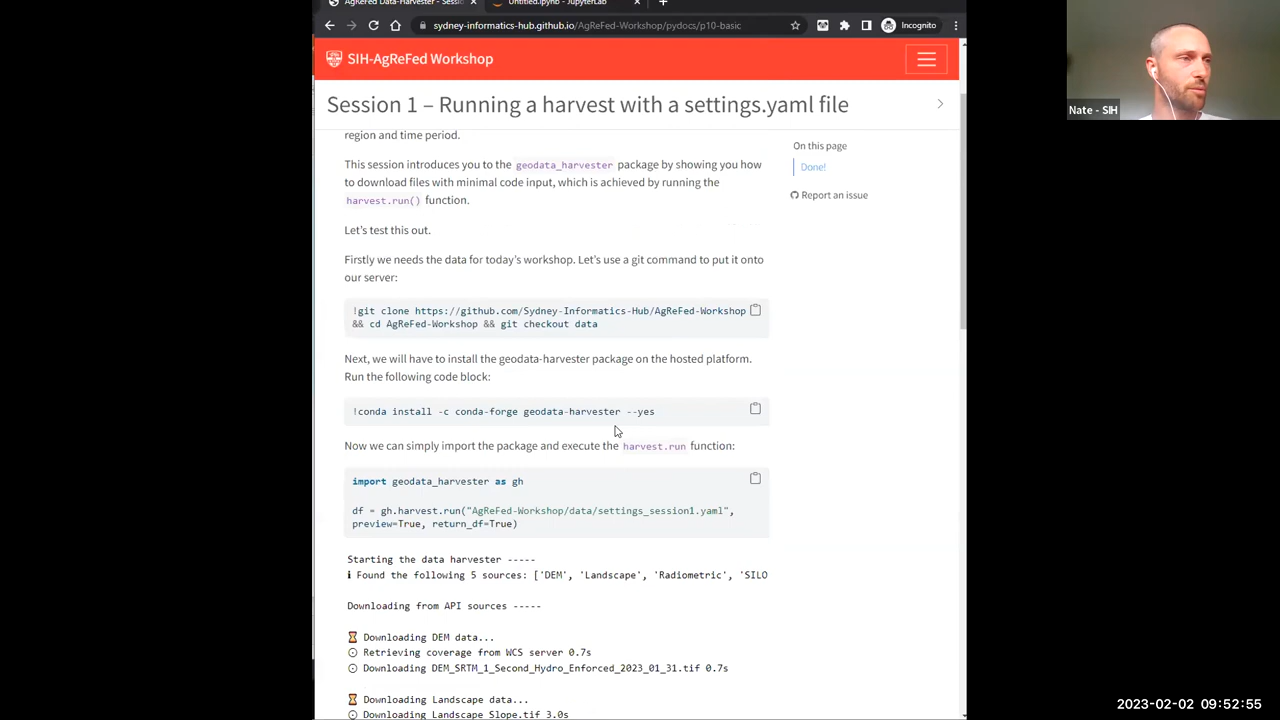 AgReFed Data-Harvester - Sessi
Untitled.ipynb - JupyterLab
sydney-informatics-hub.github.io/AgReFed-Workshop/pydocs/p10-basic
Incognito
SIH-AgReFed Workshop
Nate - SIH
Session 1 – Running a harvest with a settings.yaml file
region and time period.
On this page
Done!
Report an issue
This session introduces you to the geodata_harvester package by showing you how
to download files with minimal code input, which is achieved by running the
harvest.run() function.
Let's test this out.
Firstly we needs the data for today's workshop. Let's use a git command to put it onto
our server:
!git clone https://github.com/Sydney-Informatics-Hub/AgReFed-Workshop
&& cd AgReFed-Workshop && git checkout data
Next, we will have to install the geodata-harvester package on the hosted platform.
Run the following code block:
!conda install -c conda-forge geodata-harvester --yes
Now we can simply import the package and execute the harvest.run function:
import geodata_harvester as gh
df = gh.harvest.run("AgReFed-Workshop/data/settings_session1.yaml",
preview=True, return_df=True)
Starting the data harvester -----
ℹ Found the following 5 sources: ['DEM', 'Landscape', 'Radiometric', 'SILO
Downloading from API sources -----
⏳ Downloading DEM data...
⊙ Retrieving coverage from WCS server 0.7s
⊙ Downloading DEM_SRTM_1_Second_Hydro_Enforced_2023_01_31.tif 0.7s
⏳ Downloading Landscape data...
⊙ Downloading Landscape Slope.tif 3.0s
2023-02-02 09:52:55